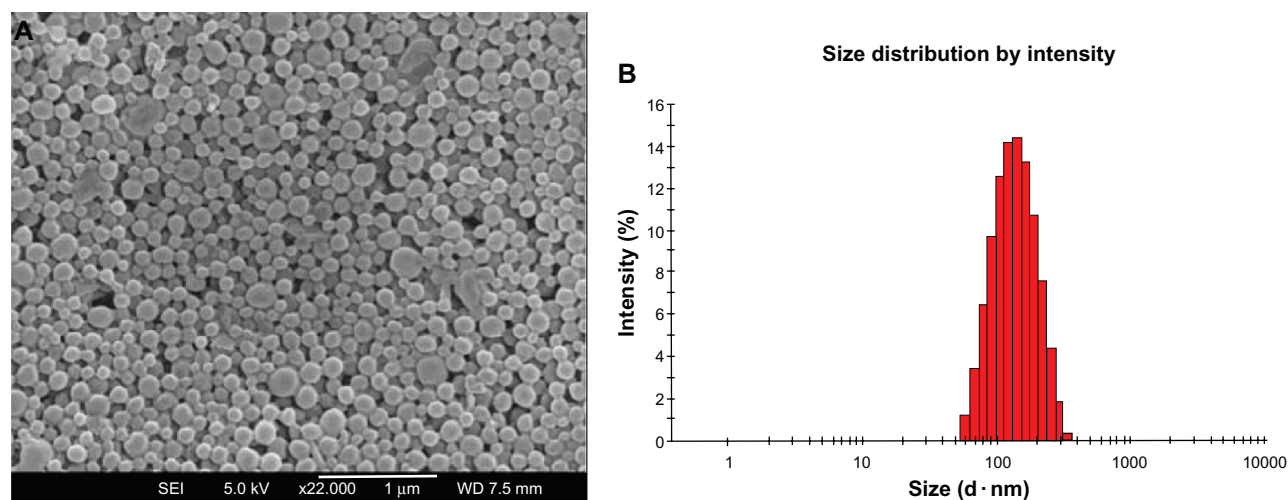 A
SEI 5.0 kV x22.000 1 µm WD 7.5 mm
B
Size distribution by intensity
Intensity (%)
16
14
12
10
8
6
4
2
0
1 10 100 1000 10000
Size (d·nm)